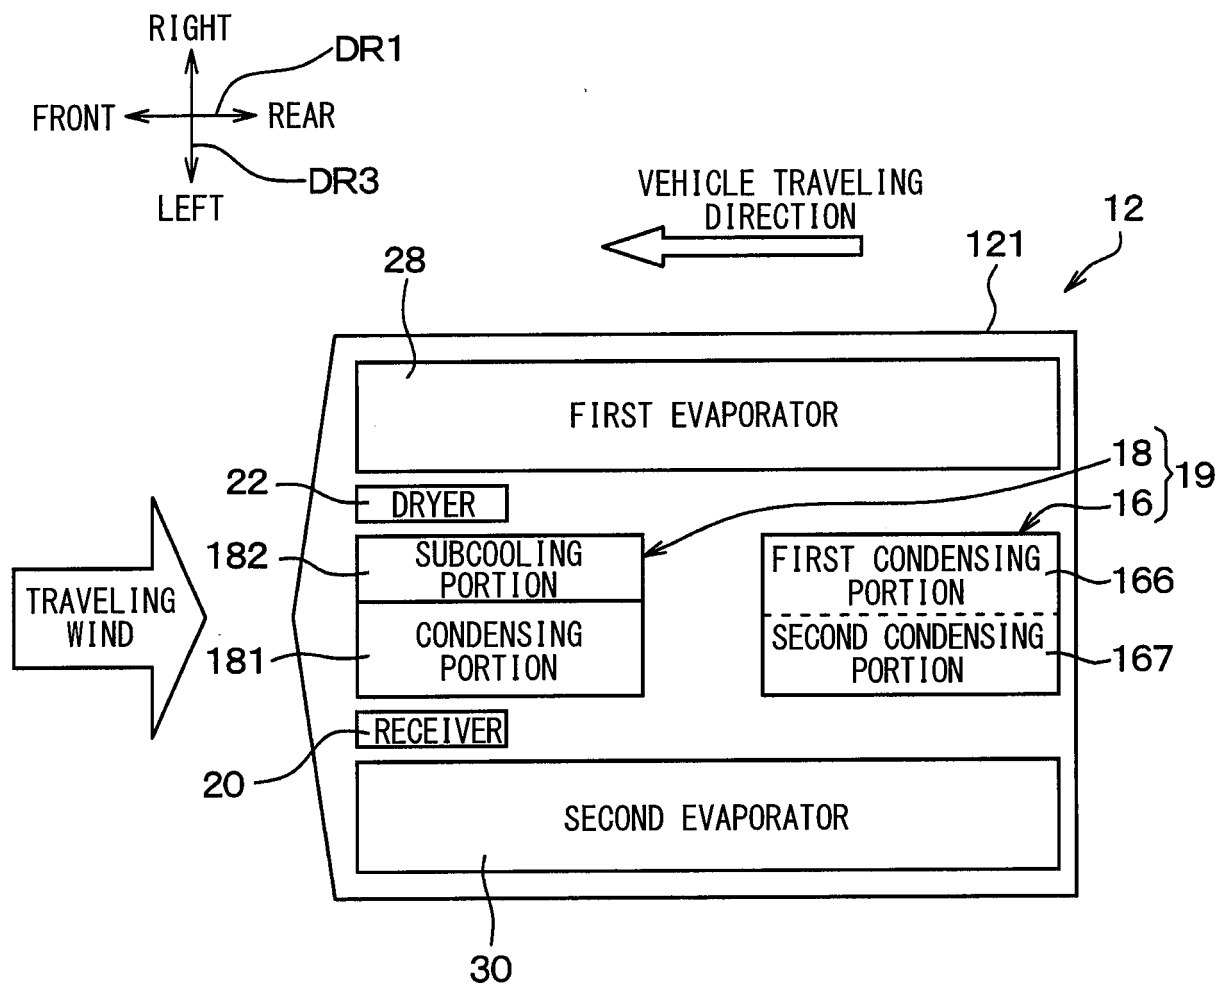 RIGHT
DR1
FRONT
REAR
DR3
LEFT
VEHICLE TRAVELING
DIRECTION
12
121
28
FIRST EVAPORATOR
18
19
16
22
DRYER
182
SUBCOOLING
PORTION
FIRST CONDENSING
PORTION
166
TRAVELING
WIND
181
CONDENSING
PORTION
SECOND CONDENSING
PORTION
167
RECEIVER
20
SECOND EVAPORATOR
30